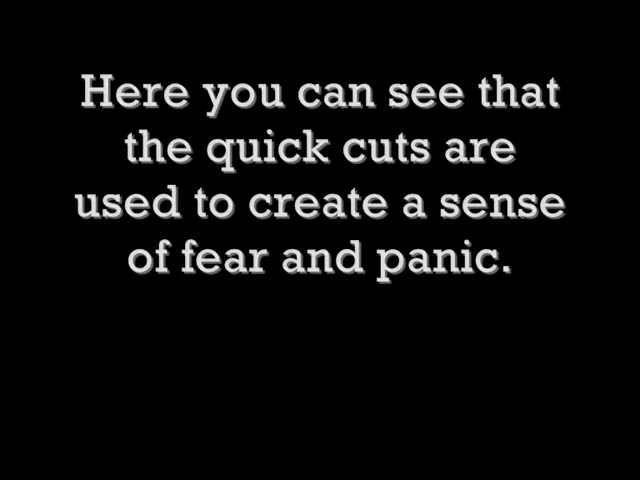 Here you can see that
the quick cuts are
used to create a sense
of fear and panic.